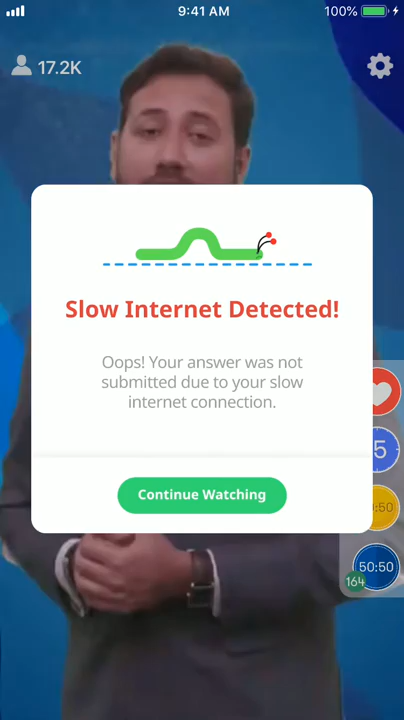 9:41 AM
100%
17.2K
Slow Internet Detected!
Oops! Your answer was not
submitted due to your slow
internet connection.
5
:50
Continue Watching
50:50
164